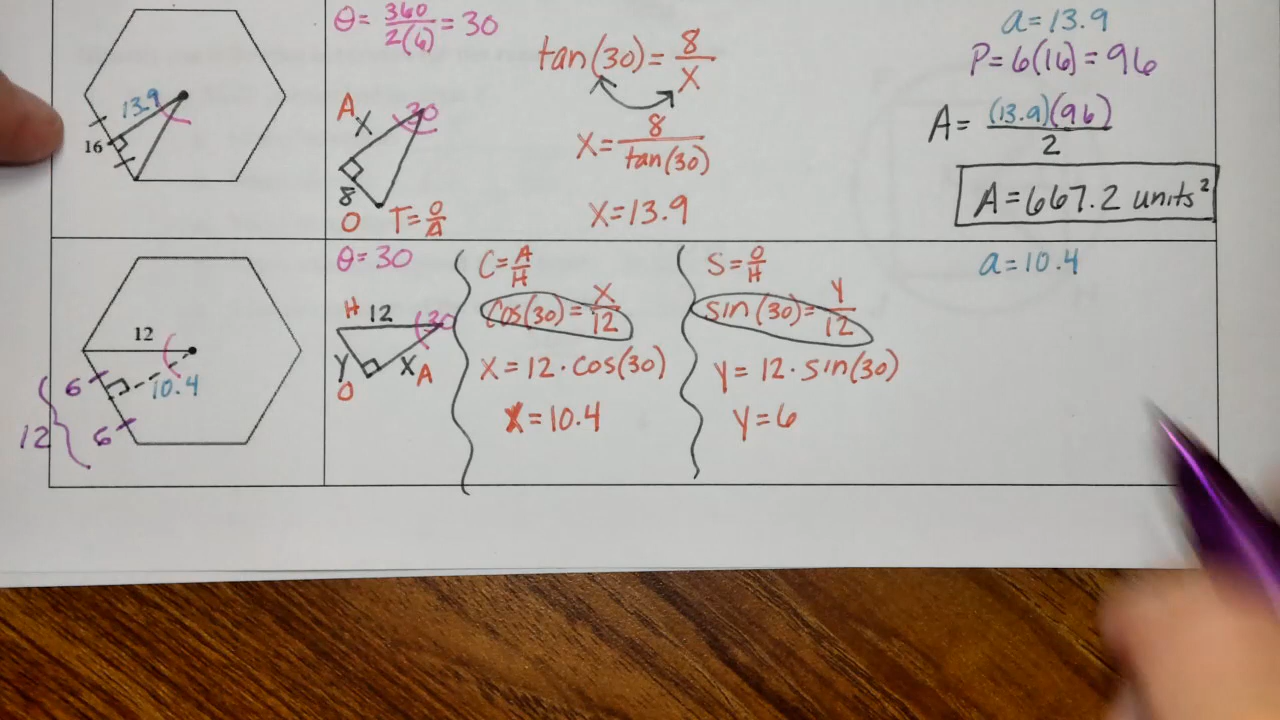 θ = 360/2(6) = 30
13.9
16
A
X
30
8
O T = O/A
tan(30) = 8/X
X = 8/tan(30)
X = 13.9
a = 13.9
P = 6(16) = 96
A = (13.9)(96)/2
A = 667.2 units²
12
6
10.4
12
6
θ = 30
H 12
30
Y
X A
O
C = A/H
cos(30) = X/12
X = 12 · cos(30)
X = 10.4
S = O/H
sin(30) = Y/12
Y = 12 · sin(30)
Y = 6
a = 10.4